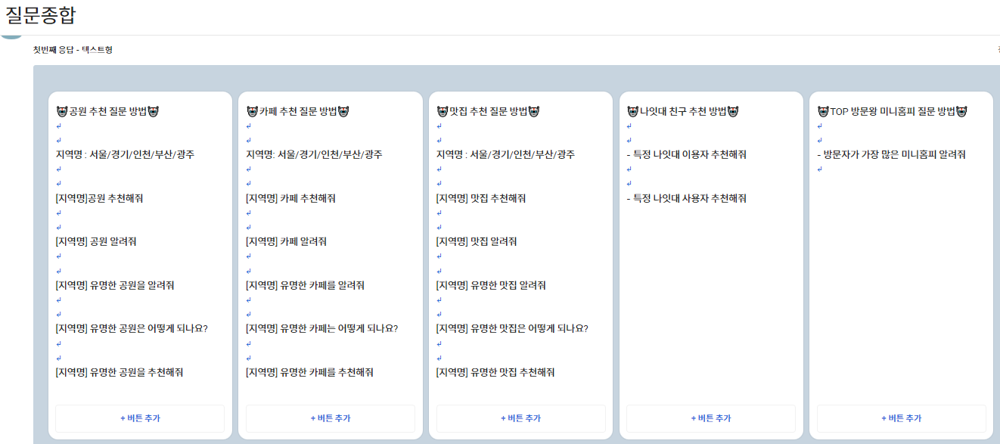 질문종합
첫번째 응답 - 텍스트형
공원 추천 질문 방법
지역명 : 서울/경기/인천/부산/광주
[지역명]공원 추천해줘
[지역명] 공원 알려줘
[지역명] 유명한 공원을 알려줘
[지역명] 유명한 공원은 어떻게 되나요?
[지역명] 유명한 공원을 추천해줘
+ 버튼 추가
카페 추천 질문 방법
지역명: 서울/경기/인천/부산/광주
[지역명] 카페 추천해줘
[지역명] 카페 알려줘
[지역명] 유명한 카페를 알려줘
[지역명] 유명한 카페는 어떻게 되나요?
[지역명] 유명한 카페를 추천해줘
+ 버튼 추가
맛집 추천 질문 방법
지역명 : 서울/경기/인천/부산/광주
[지역명] 맛집 추천해줘
[지역명] 맛집 알려줘
[지역명] 유명한 맛집 알려줘
[지역명] 유명한 맛집은 어떻게 되나요?
[지역명] 유명한 맛집 추천해줘
+ 버튼 추가
나잇대 친구 추천 방법
- 특정 나잇대 이용자 추천해줘
- 특정 나잇대 사용자 추천해줘
+ 버튼 추가
TOP 방문왕 미니홈피 질문 방법
- 방문자가 가장 많은 미니홈피 알려줘
+ 버튼 추가